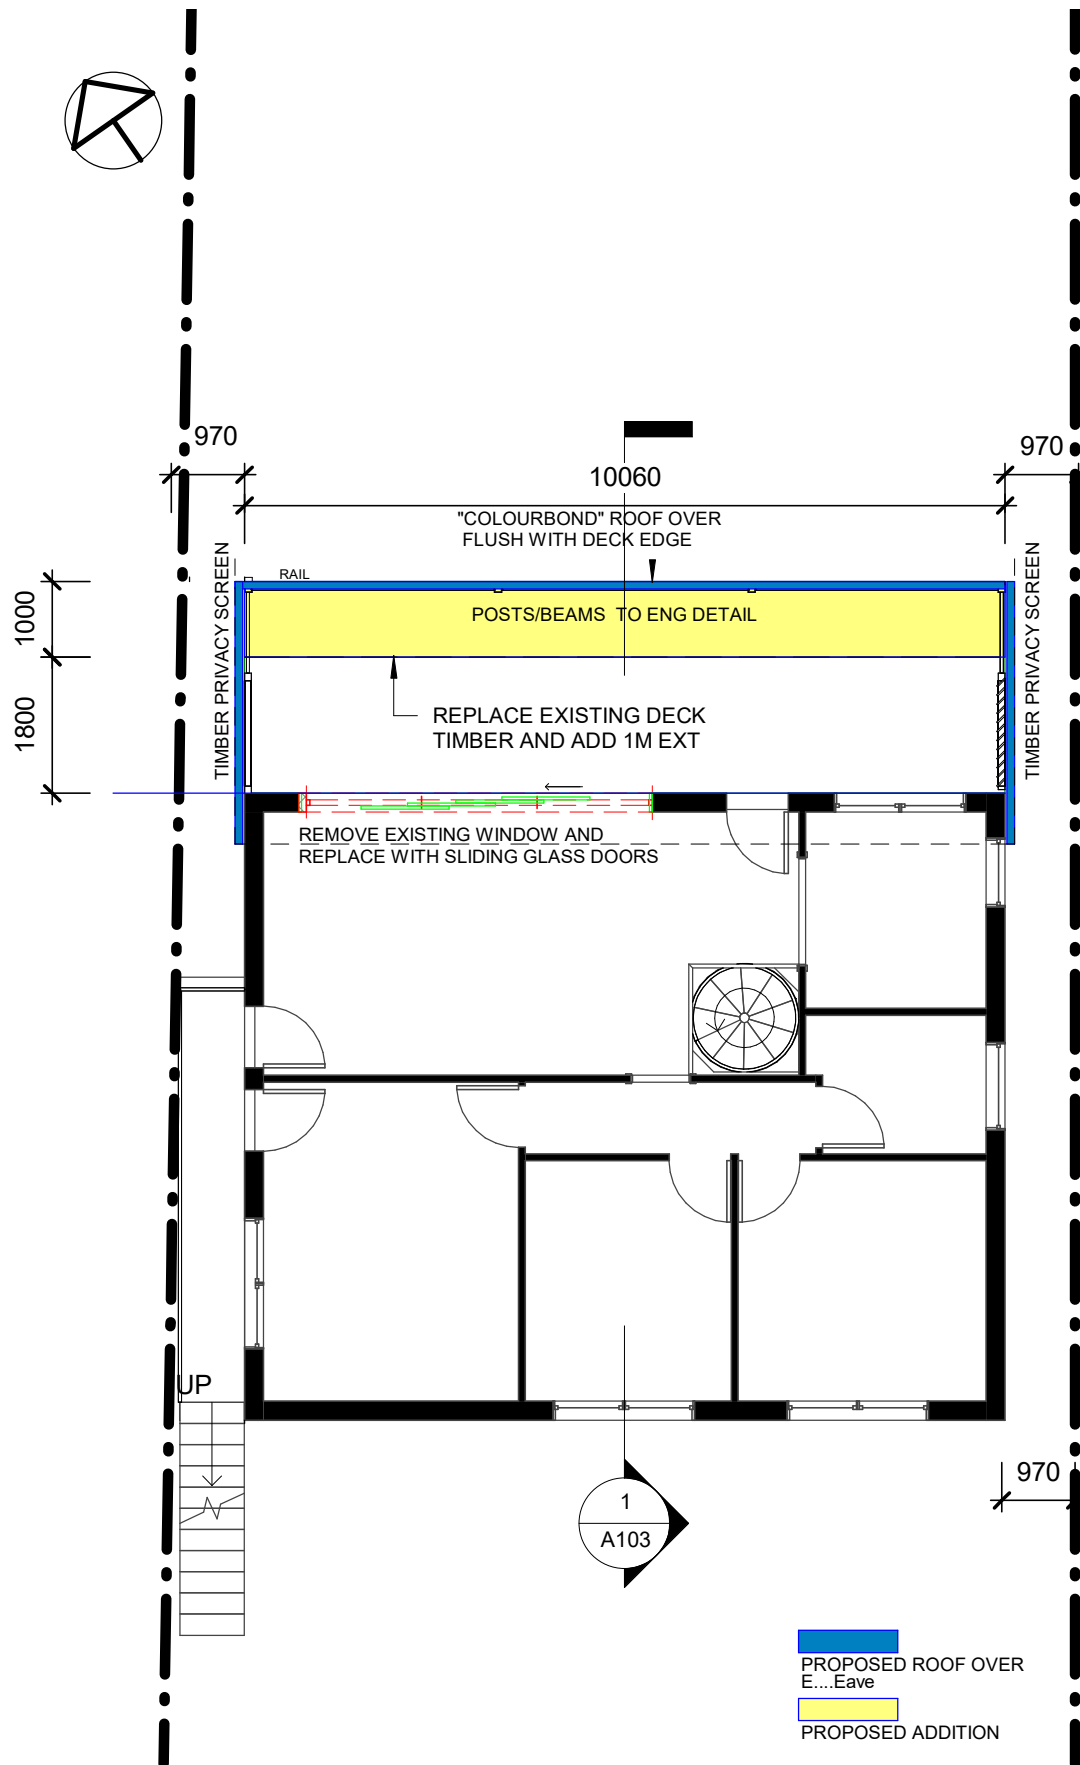 970
970
10060
"COLOURBOND" ROOF OVER
FLUSH WITH DECK EDGE
RAIL
TIMBER PRIVACY SCREEN
TIMBER PRIVACY SCREEN
1000
POSTS/BEAMS TO ENG DETAIL
1800
REPLACE EXISTING DECK
TIMBER AND ADD 1M EXT
REMOVE EXISTING WINDOW AND
REPLACE WITH SLIDING GLASS DOORS
UP
970
1
A103
PROPOSED ROOF OVER
E....Eave
PROPOSED ADDITION